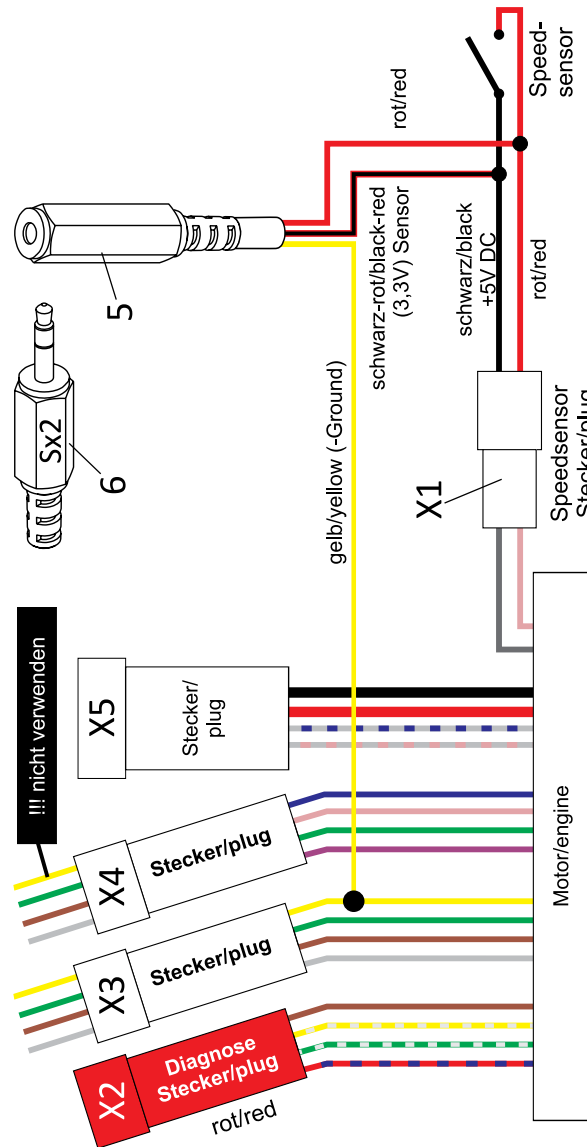 5
Sx2
6
rot/red
schwarz-rot/black-red
(3,3V) Sensor
gelb/yellow (-Ground)
schwarz/black
+5V DC
rot/red
Speed-
sensor
X1
Speedsensor
Stecker/plug
!!! nicht verwenden
X5
Stecker/
plug
X4
Stecker/plug
X3
Stecker/plug
X2
Diagnose
Stecker/plug
rot/red
Motor/engine